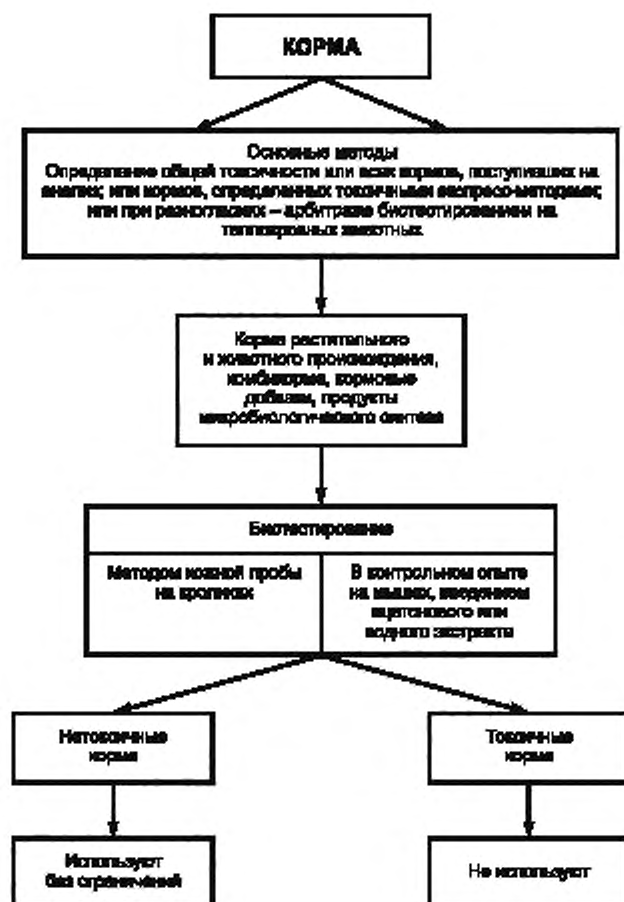 КОРМА
Основные методы
Определение общей токсичности или всех кормов, поступивших на
анализ; или кормов, определенных токсичными экспресс-методами;
или при разногласиях – арбитраже биотестированием на
теплокровных животных
Корма растительного
и животного происхождения,
комбикорма, кормовые
добавки, продукты
микробиологического синтеза
Биотестирование
Методом кожной пробы
на кроликах
В контрольном опыте
на мышах, введением
ацетонового или
водного экстракта
Нетоксичные
корма
Токсичные
корма
Используют
без ограничений
Не используют